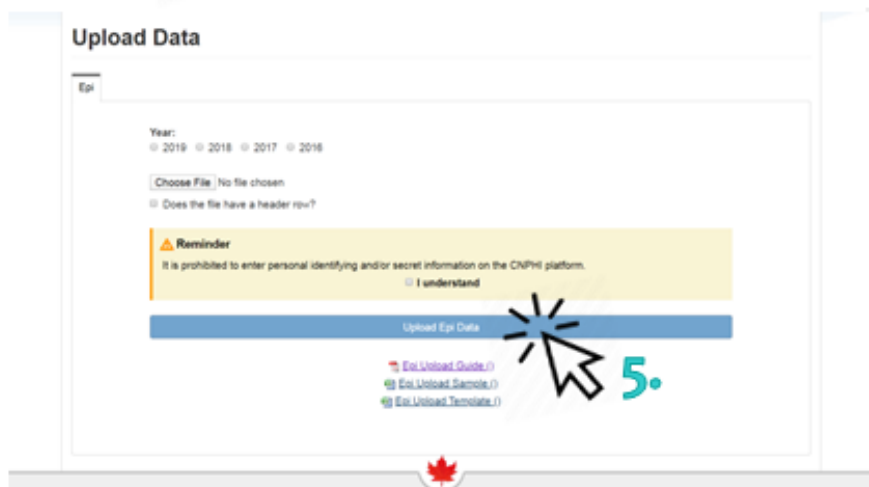 Upload Data
Epi
Year:
2019 2018 2017 2016
Choose File No file chosen
Does the file have a header row?
Reminder
It is prohibited to enter personal identifying and/or secret information on the CNPHI platform.
I understand
Upload Epi Data
Epi Upload Guide ()
Epi Upload Sample ()
Epi Upload Template ()
5.